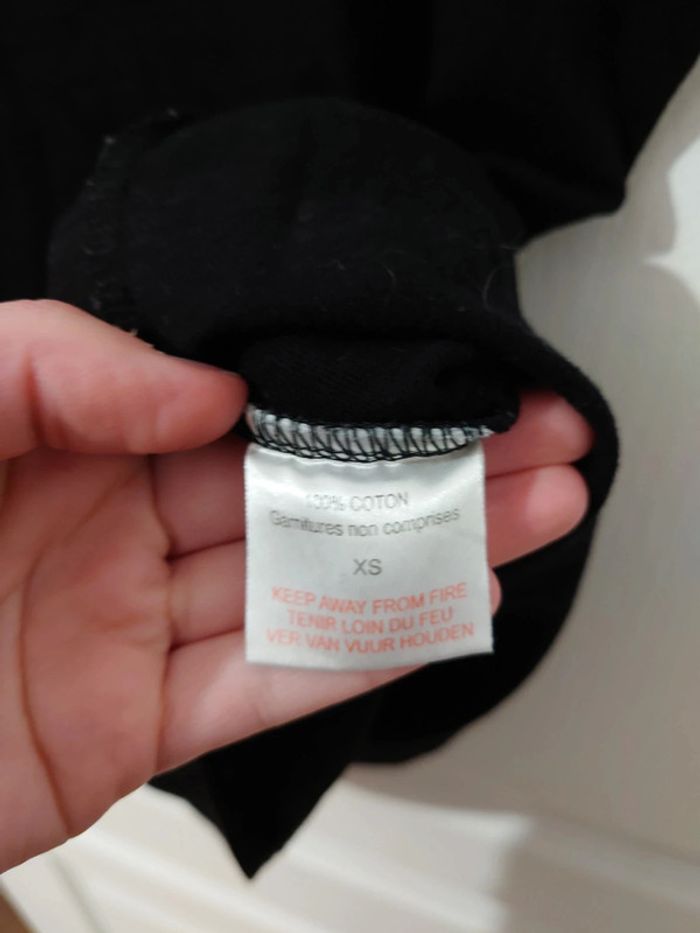 100% COTON
Garnitures non comprises
XS
KEEP AWAY FROM FIRE
TENIR LOIN DU FEU
VER VAN VUUR HOUDEN